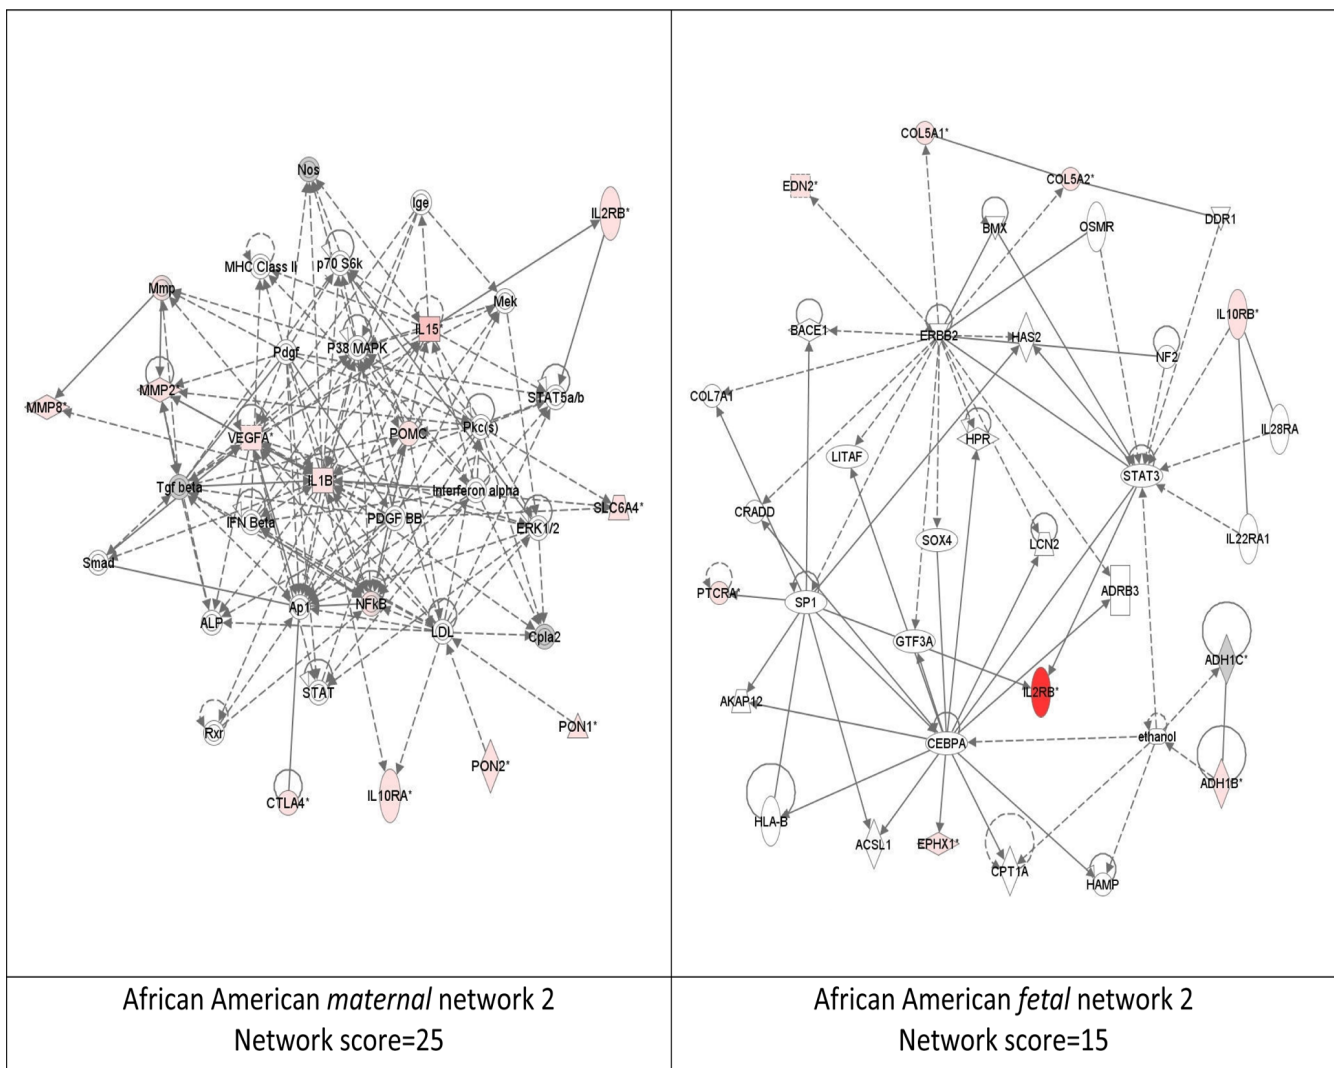 Nos
Ige
IL2RB*
MHC Class II
p70 S6k
Mmp
Mek
IL15*
Pdgf
P38 MAPK
MMP2*
STAT5a/b
MMP8*
VEGFA*
POMC
Pkc(s)
IL1B*
Tgf beta
Interferon alpha
SLC6A4*
IFN Beta
PDGF BB
ERK1/2
Smad
Ap1
NFkB
ALP
LDL
Cpla2
STAT
Rxr
PON1*
PON2*
CTLA4*
IL10RA*
African American maternal network 2
Network score=25
COL5A1*
EDN2*
COL5A2*
BMX
OSMR
DDR1
BACE1
ERBB2
HAS2
IL10RB*
NF2
COL7A1
HPR
IL28RA
LITAF
STAT3
CRADD
SOX4
LCN2
IL22RA1
PTCRA*
SP1
ADRB3
GTF3A
ADH1C*
AKAP12
IL2RB*
CEBPA
ethanol
ADH1B*
HLA-B
ACSL1
EPHX1*
CPT1A
HAMP
African American fetal network 2
Network score=15